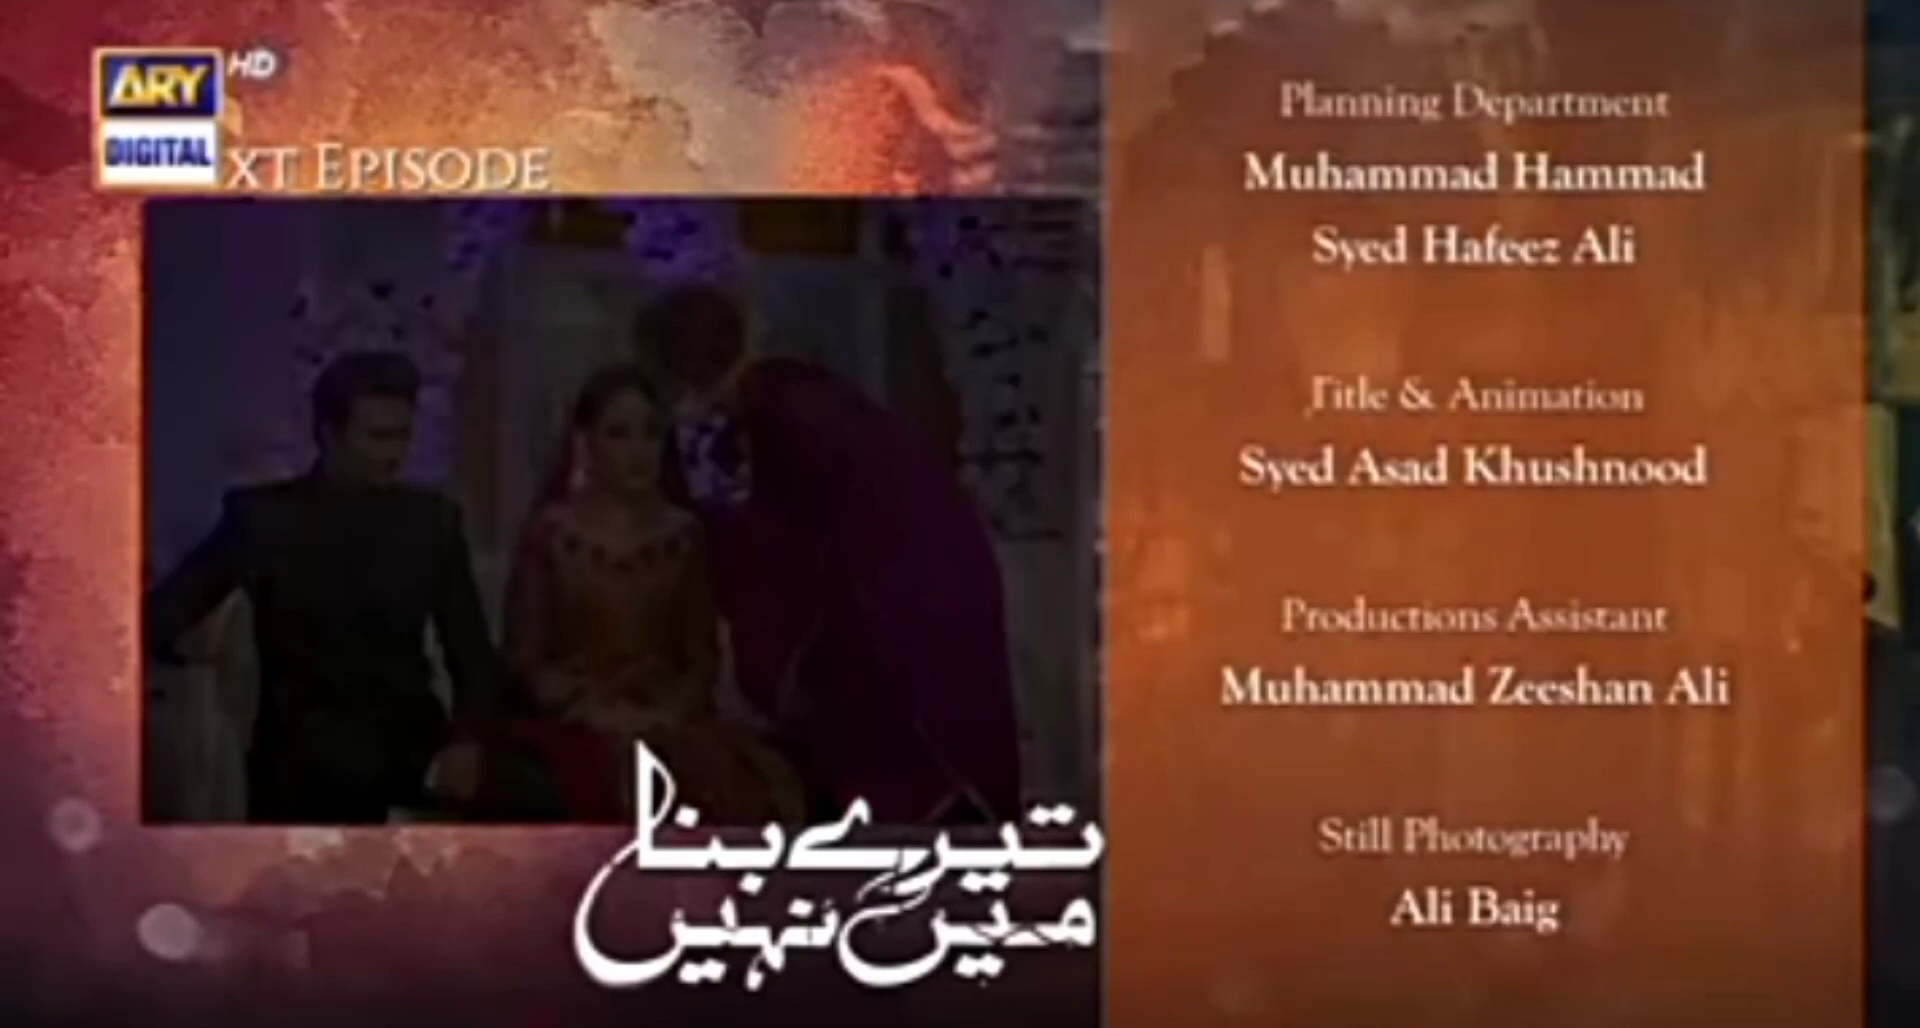 ARY
DIGITAL
HD
XT EPISODE
تیرے بنا
میں نہیں
Planning Department
Muhammad Hammad
Syed Hafeez Ali
Title & Animation
Syed Asad Khushnood
Productions Assistant
Muhammad Zeeshan Ali
Still Photography
Ali Baig